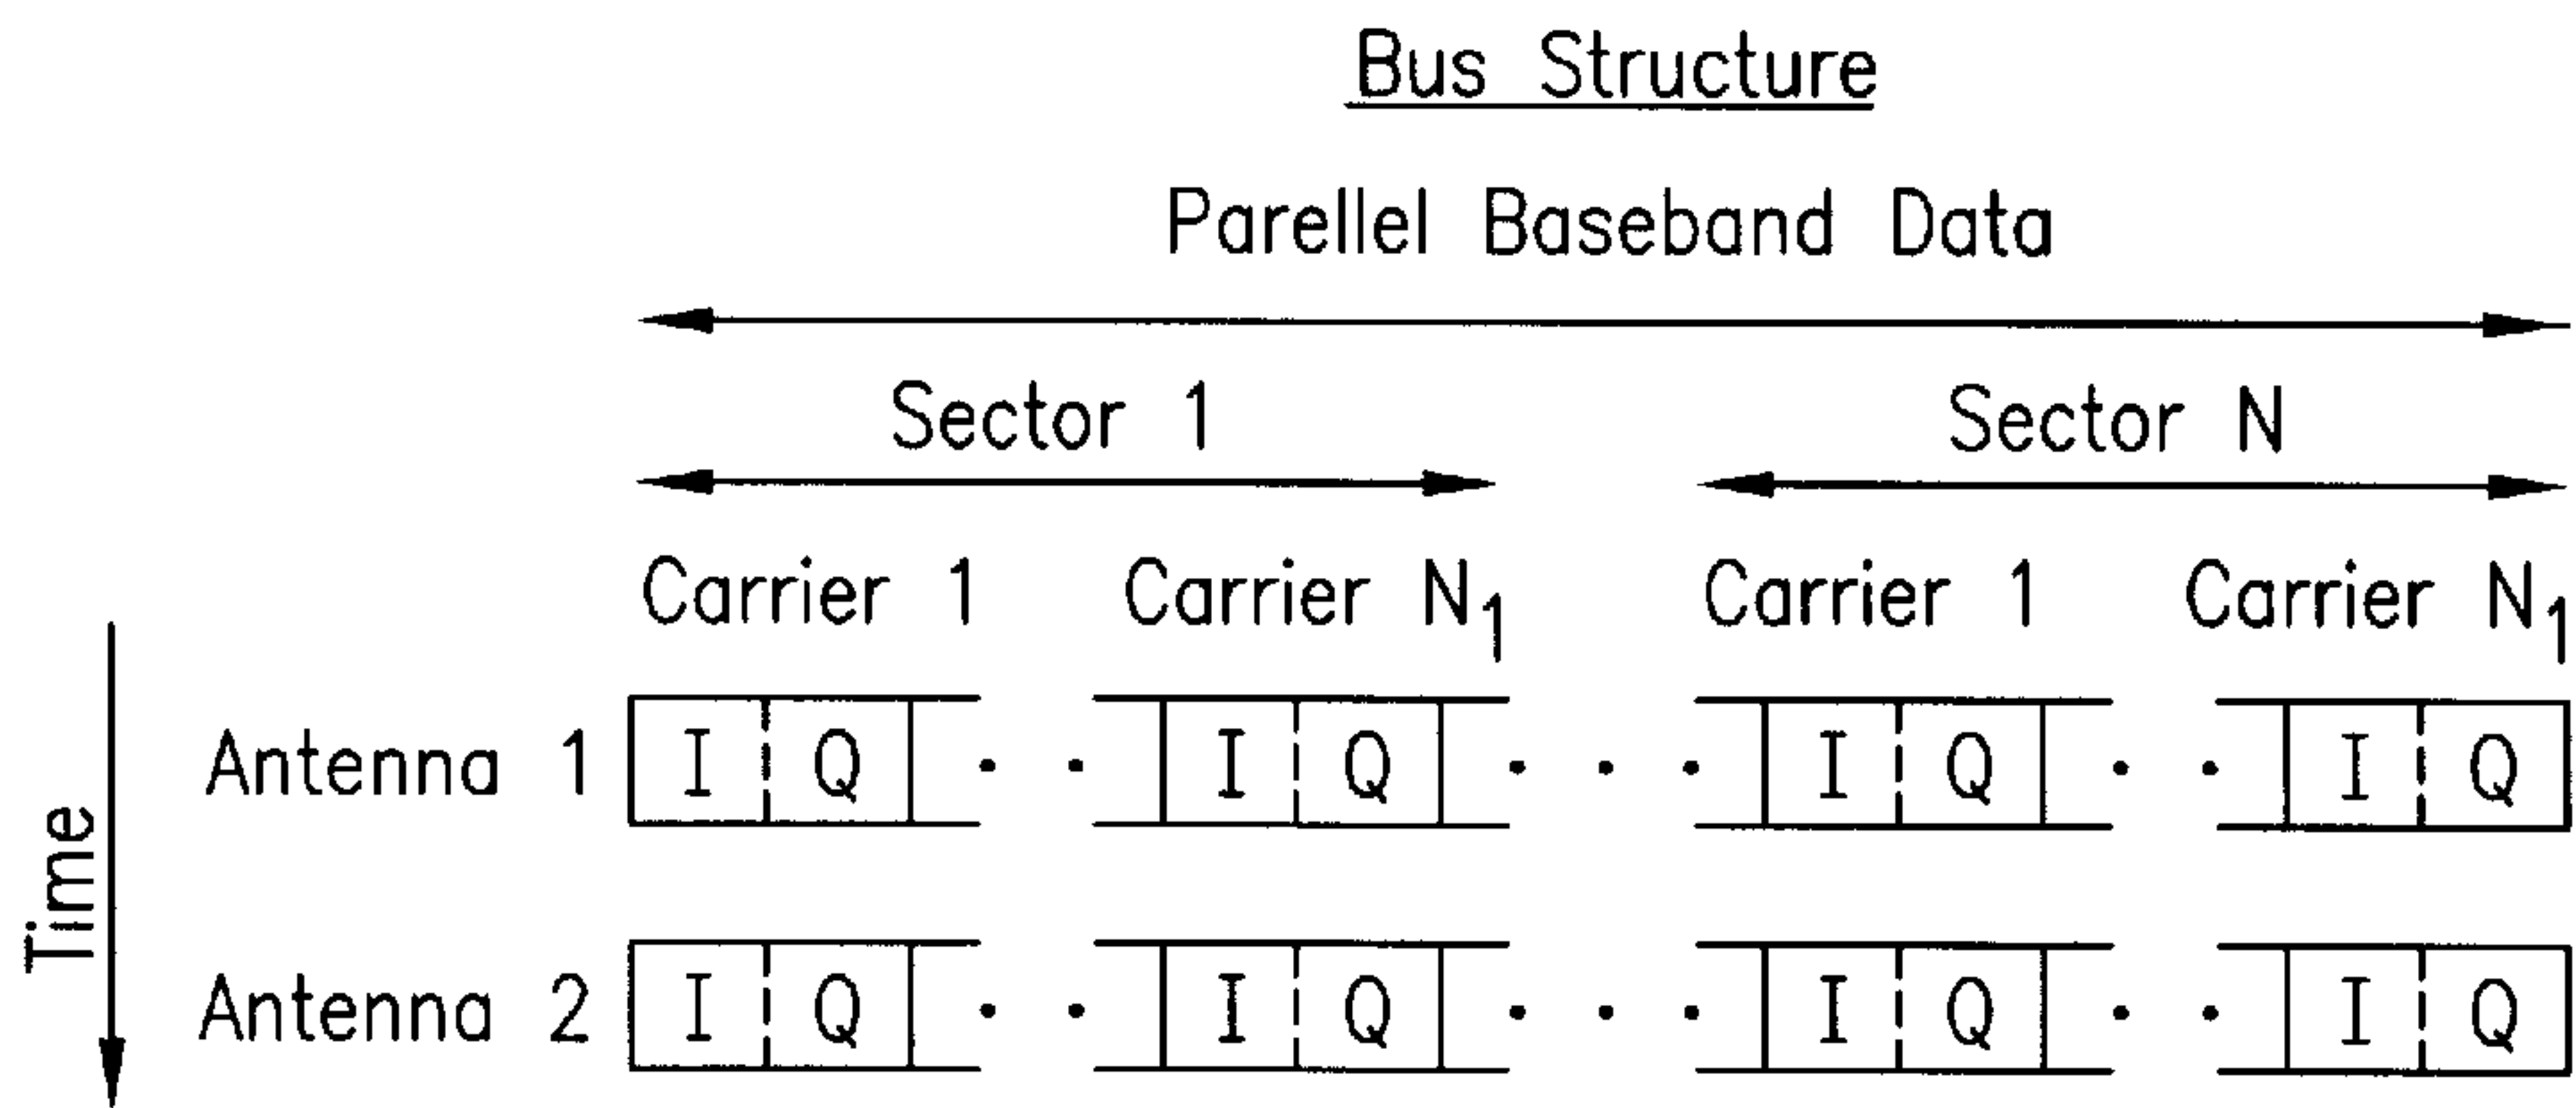 Bus Structure
Parellel Baseband Data
Sector 1 Sector N
Carrier 1 Carrier N₁ Carrier 1 Carrier N₁
Antenna 1 I Q I Q I Q I Q
Time
Antenna 2 I Q I Q I Q I Q